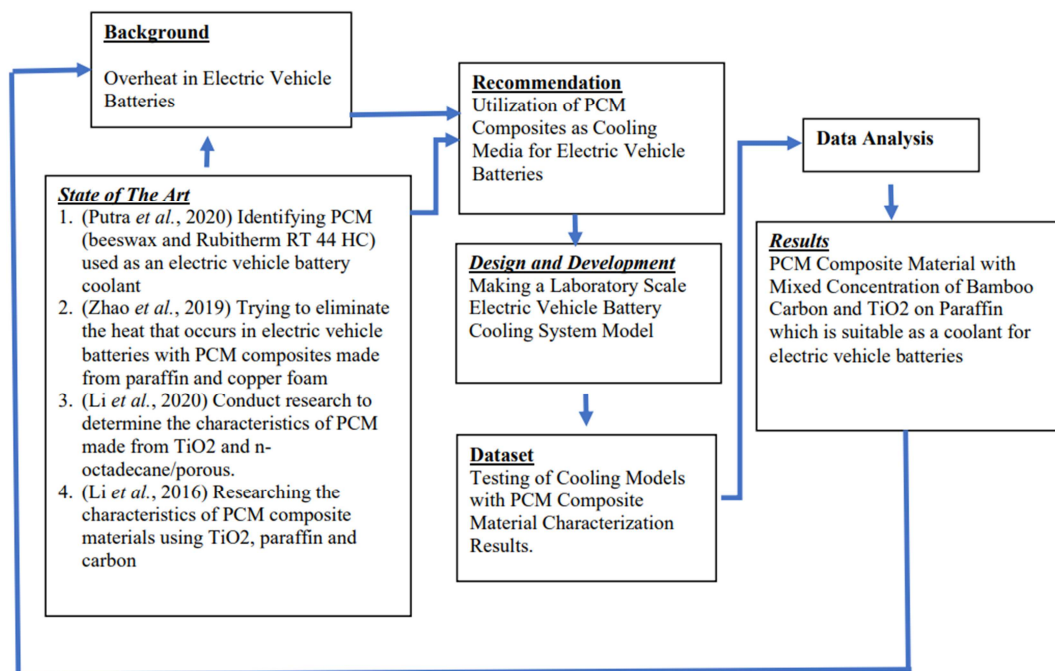 Background
Overheat in Electric Vehicle
Batteries
State of The Art
1. (Putra et al., 2020) Identifying PCM
(beeswax and Rubitherm RT 44 HC)
used as an electric vehicle battery
coolant
2. (Zhao et al., 2019) Trying to eliminate
the heat that occurs in electric vehicle
batteries with PCM composites made
from paraffin and copper foam
3. (Li et al., 2020) Conduct research to
determine the characteristics of PCM
made from TiO2 and n-
octadecane/porous.
4. (Li et al., 2016) Researching the
characteristics of PCM composite
materials using TiO2, paraffin and
carbon
Recommendation
Utilization of PCM
Composites as Cooling
Media for Electric Vehicle
Batteries
Design and Development
Making a Laboratory Scale
Electric Vehicle Battery
Cooling System Model
Dataset
Testing of Cooling Models
with PCM Composite
Material Characterization
Results.
Data Analysis
Results
PCM Composite Material with
Mixed Concentration of Bamboo
Carbon and TiO2 on Paraffin
which is suitable as a coolant for
electric vehicle batteries